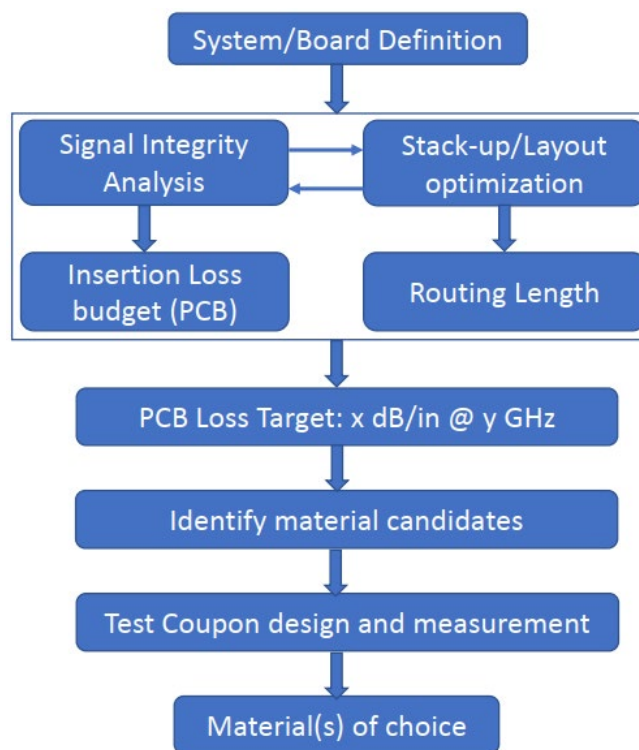 System/Board Definition
Signal Integrity
Analysis
Stack-up/Layout
optimization
Insertion Loss
budget (PCB)
Routing Length
PCB Loss Target: x dB/in @ y GHz
Identify material candidates
Test Coupon design and measurement
Material(s) of choice